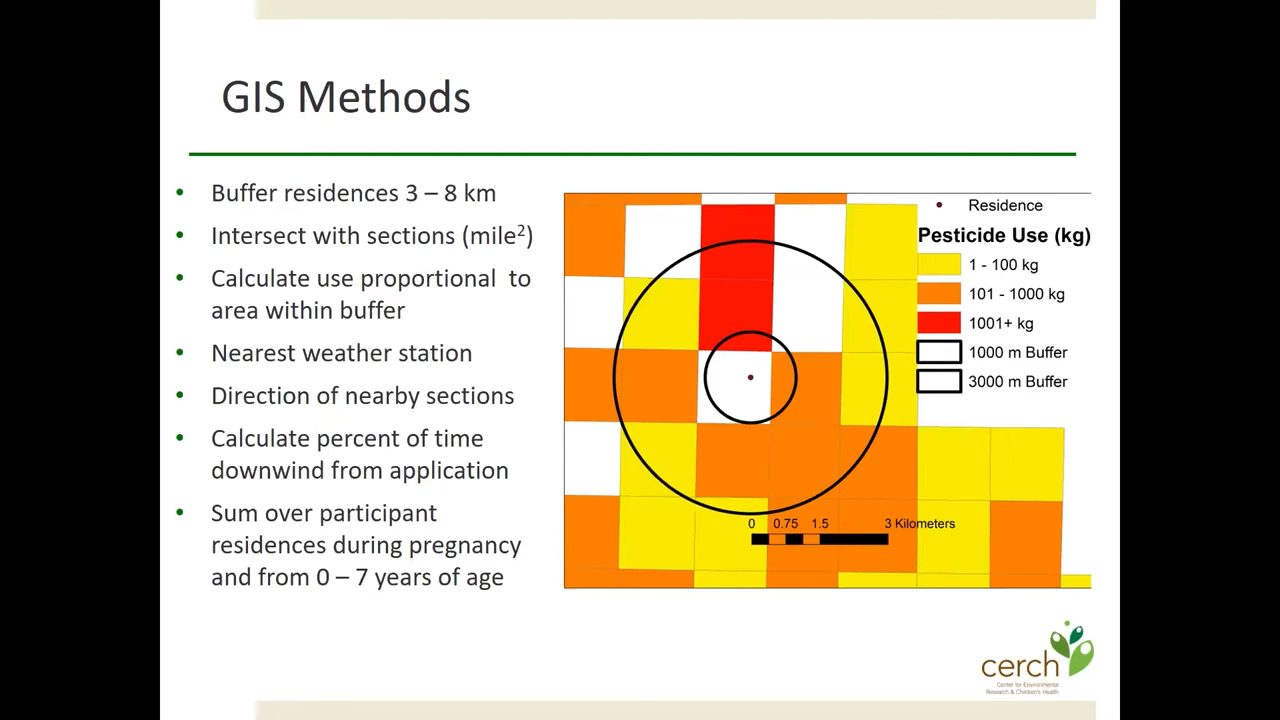 GIS Methods
• Buffer residences 3 – 8 km
• Intersect with sections (mile²)
• Calculate use proportional  to
area within buffer
• Nearest weather station
• Direction of nearby sections
• Calculate percent of time
downwind from application
• Sum over participant
residences during pregnancy
and from 0 – 7 years of age
Residence
Pesticide Use (kg)
1 - 100 kg
101 - 1000 kg
1001+ kg
1000 m Buffer
3000 m Buffer
0 0.75 1.5 3 Kilometers
cerch
Center for Environmental
Research & Children's Health